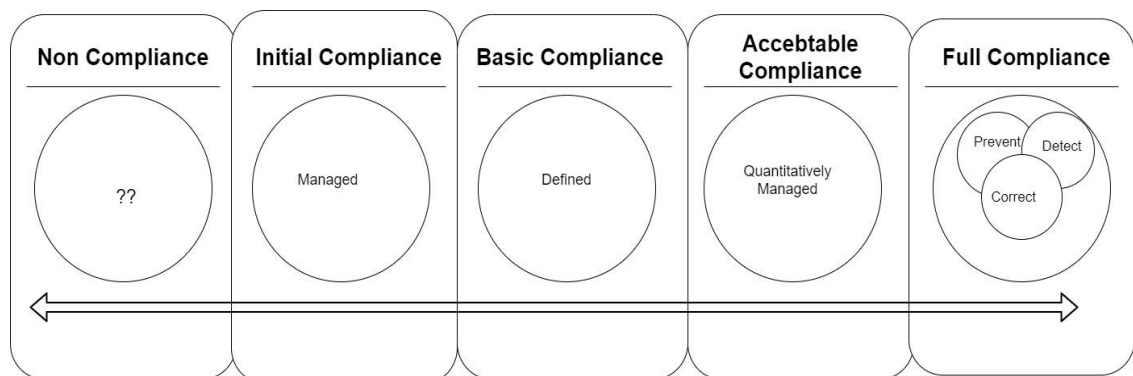 Non Compliance
Initial Compliance
Basic Compliance
Accebtable
Compliance
Full Compliance
??
Managed
Defined
Quantitatively
Managed
Prevent
Detect
Correct